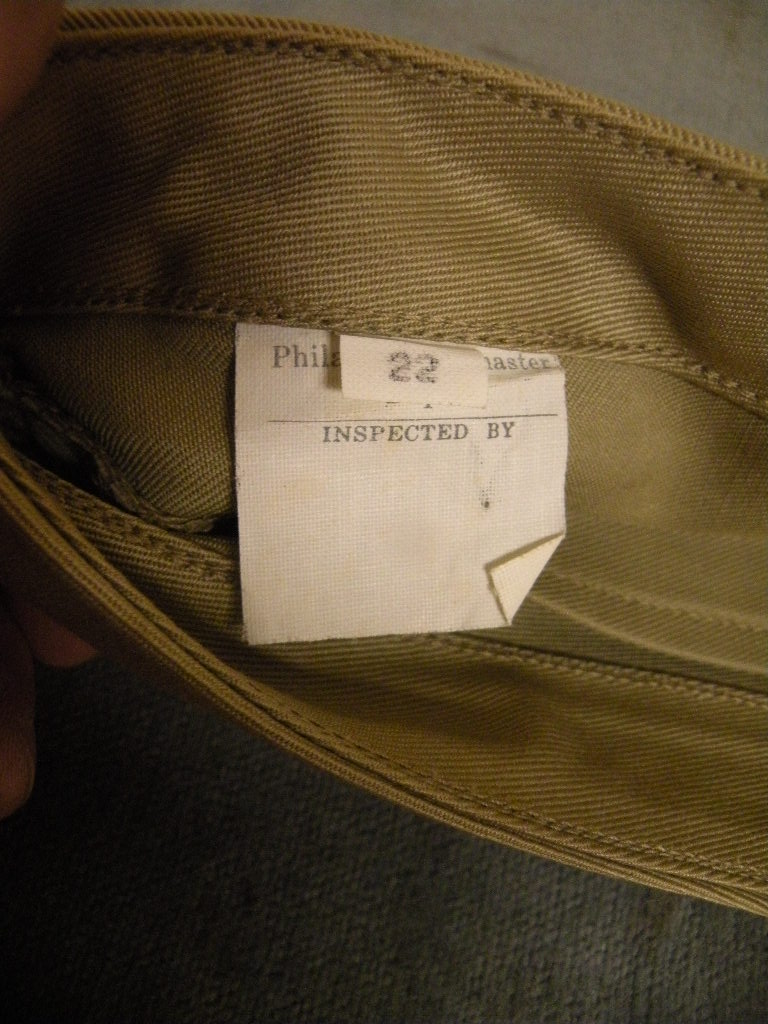 Phila
22
master
INSPECTED BY